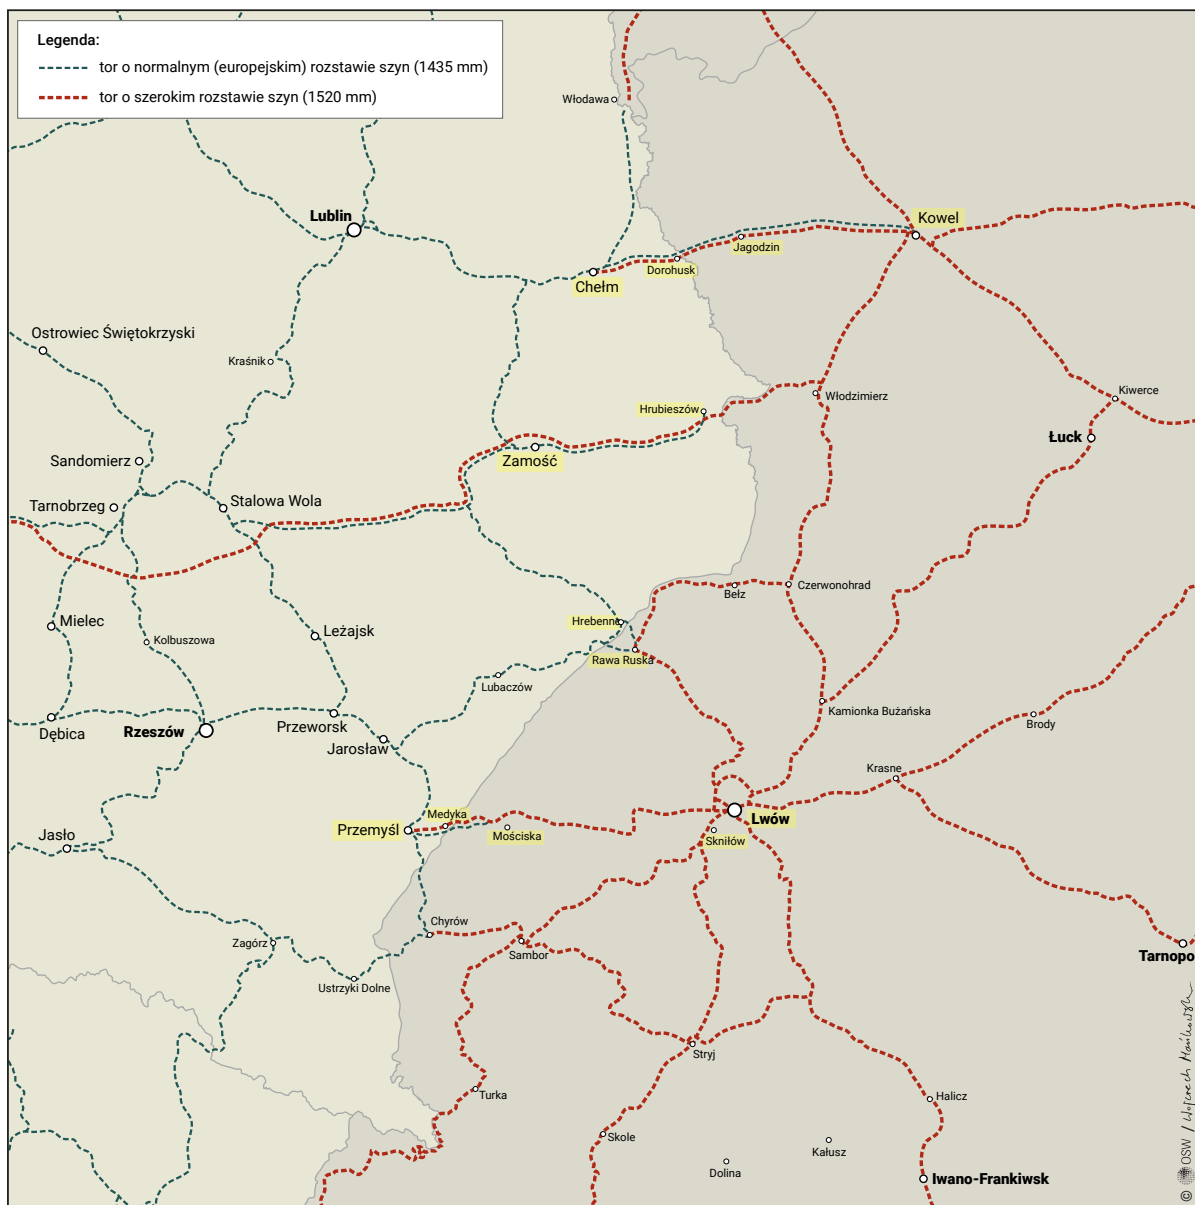 Legenda:
tor o normalnym (europejskim) rozstawie szyn (1435 mm)
tor o szerokim rozstawie szyn (1520 mm)
Włodawa
Lublin
Kowel
Jagodzin
Dorohusk
Chełm
Ostrowiec Świętokrzyski
Kraśnik
Włodzimierz
Kiwerce
Hrubieszów
Łuck
Zamość
Sandomierz
Tarnobrzeg
Stalowa Wola
Bełz
Czerwonohrad
Mielec
Hrebenne
Kolbuszowa
Leżajsk
Rawa Ruska
Lubaczów
Kamionka Bużańska
Brody
Dębica
Rzeszów
Przeworsk
Jarosław
Krasne
Medyka
Lwów
Przemyśl
Mościska
Skniłów
Jasło
Chyrów
Zagórz
Sambor
Tarnopo
Ustrzyki Dolne
Stryj
Turka
Halicz
Skole
Kałusz
Dolina
Iwano-Frankiwsk
© OSW / Wojciech Mańkowski